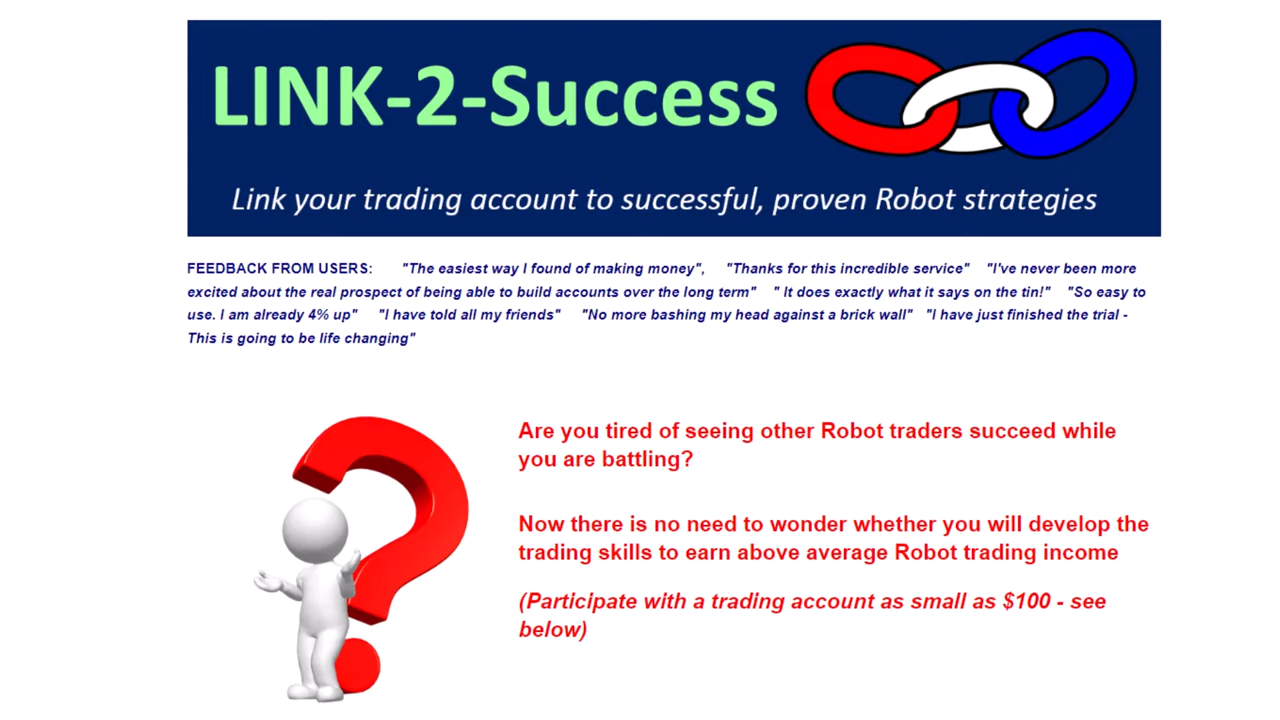 LINK-2-Success
Link your trading account to successful, proven Robot strategies
FEEDBACK FROM USERS: "The easiest way I found of making money", "Thanks for this incredible service" "I've never been more
excited about the real prospect of being able to build accounts over the long term" " It does exactly what it says on the tin!" "So easy to
use. I am already 4% up" "I have told all my friends" "No more bashing my head against a brick wall" "I have just finished the trial -
This is going to be life changing"
Are you tired of seeing other Robot traders succeed while
you are battling?
Now there is no need to wonder whether you will develop the
trading skills to earn above average Robot trading income
(Participate with a trading account as small as $100 - see
below)